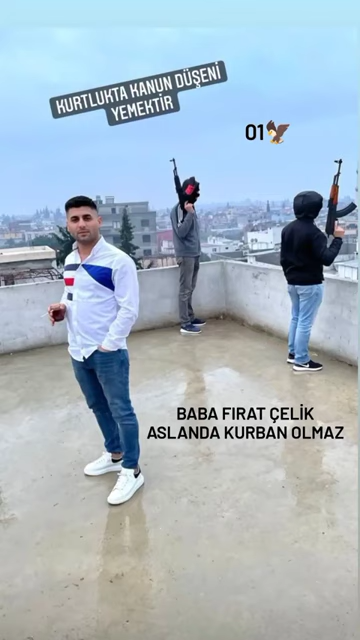 KURTLUKTA KANUN DÜŞENİ
YEMEKTİR
01🦅
BABA FIRAT ÇELİK
ASLANDA KURBAN OLMAZ